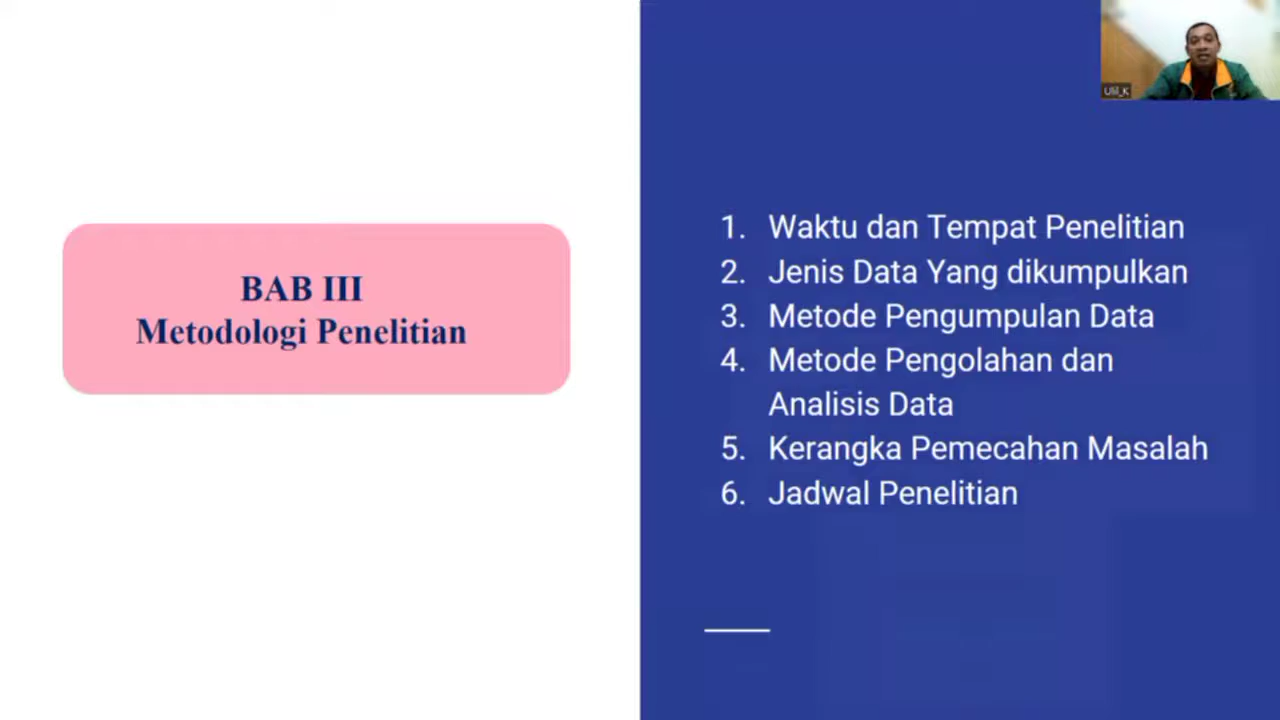 BAB III
Metodologi Penelitian
1. Waktu dan Tempat Penelitian
2. Jenis Data Yang dikumpulkan
3. Metode Pengumpulan Data
4. Metode Pengolahan dan
Analisis Data
5. Kerangka Pemecahan Masalah
6. Jadwal Penelitian
Ulil_K